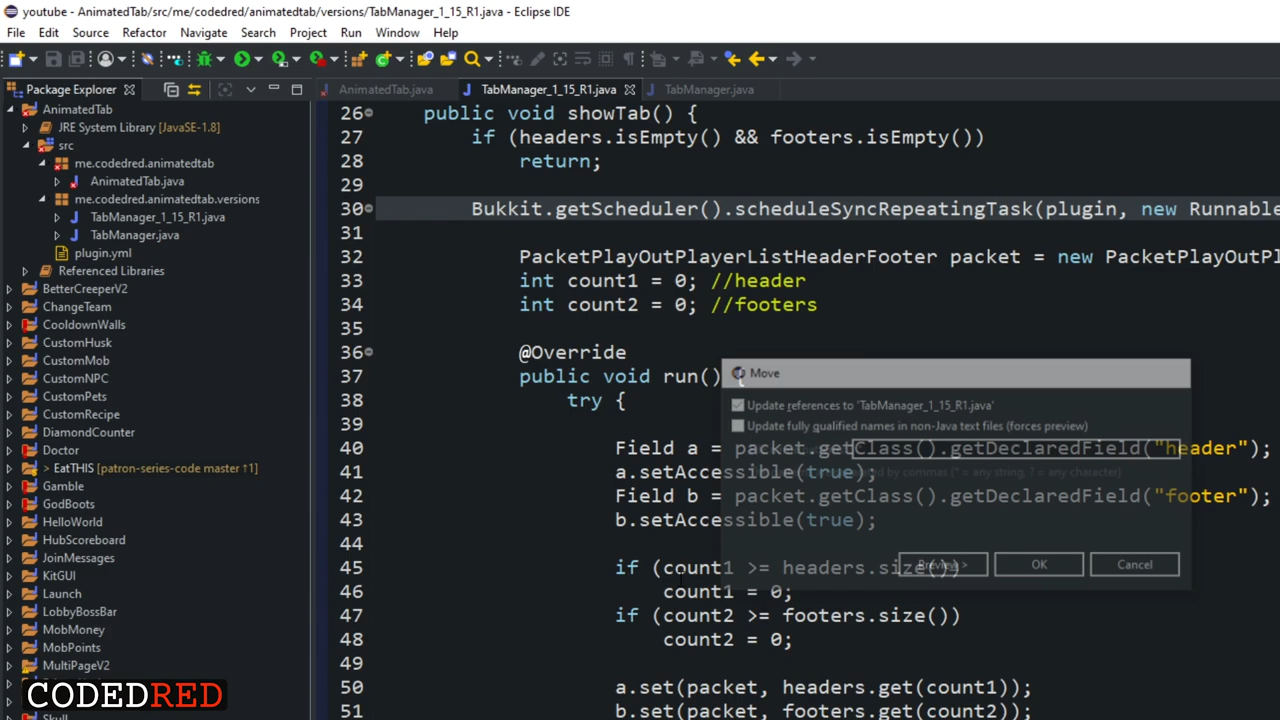 youtube - AnimatedTab/src/me/codedred/animatedtab/versions/TabManager_1_15_R1.java - Eclipse IDE
File Edit Source Refactor Navigate Search Project Run Window Help
Package Explorer
AnimatedTab
JRE System Library [JavaSE-1.8]
src
me.codedred.animatedtab
AnimatedTab.java
me.codedred.animatedtab.versions
TabManager_1_15_R1.java
TabManager.java
plugin.yml
Referenced Libraries
BetterCreeperV2
ChangeTeam
CooldownWalls
CustomHusk
CustomMob
CustomNPC
CustomPets
CustomRecipe
DiamondCounter
Doctor
> EatTHIS [patron-series-code master ↑1]
Gamble
GodBoots
HelloWorld
HubScoreboard
JoinMessages
KitGUI
Launch
LobbyBossBar
MobMoney
MobPoints
MultiPageV2
Skull
CODEDRED
AnimatedTab.java TabManager_1_15_R1.java TabManager.java
26 public void showTab() {
27 if (headers.isEmpty() && footers.isEmpty())
28 return;
29
30 Bukkit.getScheduler().scheduleSyncRepeatingTask(plugin, new Runnable
31
32 PacketPlayOutPlayerListHeaderFooter packet = new PacketPlayOutPl
33 int count1 = 0; //header
34 int count2 = 0; //footers
35
36 @Override
37 public void run() {
38 try {
39
40 Field a = packet.getClass().getDeclaredField("header");
41 a.setAccessible(true);
42 Field b = packet.getClass().getDeclaredField("footer");
43 b.setAccessible(true);
44
45 if (count1 >= headers.size())
46 count1 = 0;
47 if (count2 >= footers.size())
48 count2 = 0;
49
50 a.set(packet, headers.get(count1));
51 b.set(packet, footers.get(count2));
Move
Update references to 'TabManager_1_15_R1.java'
Update fully qualified names in non-Java text files (forces preview)
by commas (* = any string, ? = any character)
Preview > OK Cancel